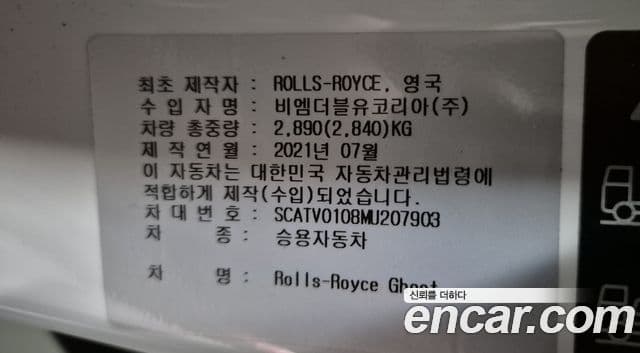 최초 제작자 : ROLLS-ROYCE, 영국
수 입 자 명 : 비엠더블유코리아(주)
차량 총중량 : 2,890(2,840)KG
제 작 연 월 : 2021년 07월
이 자동차는 대한민국 자동차관리법령에
적합하게 제작(수입)되었습니다.
차 대 번 호 : SCATV0108MU207903
차 종 : 승용자동차
차 명 : Rolls-Royce Ghost
신뢰를 더하다
encar.com